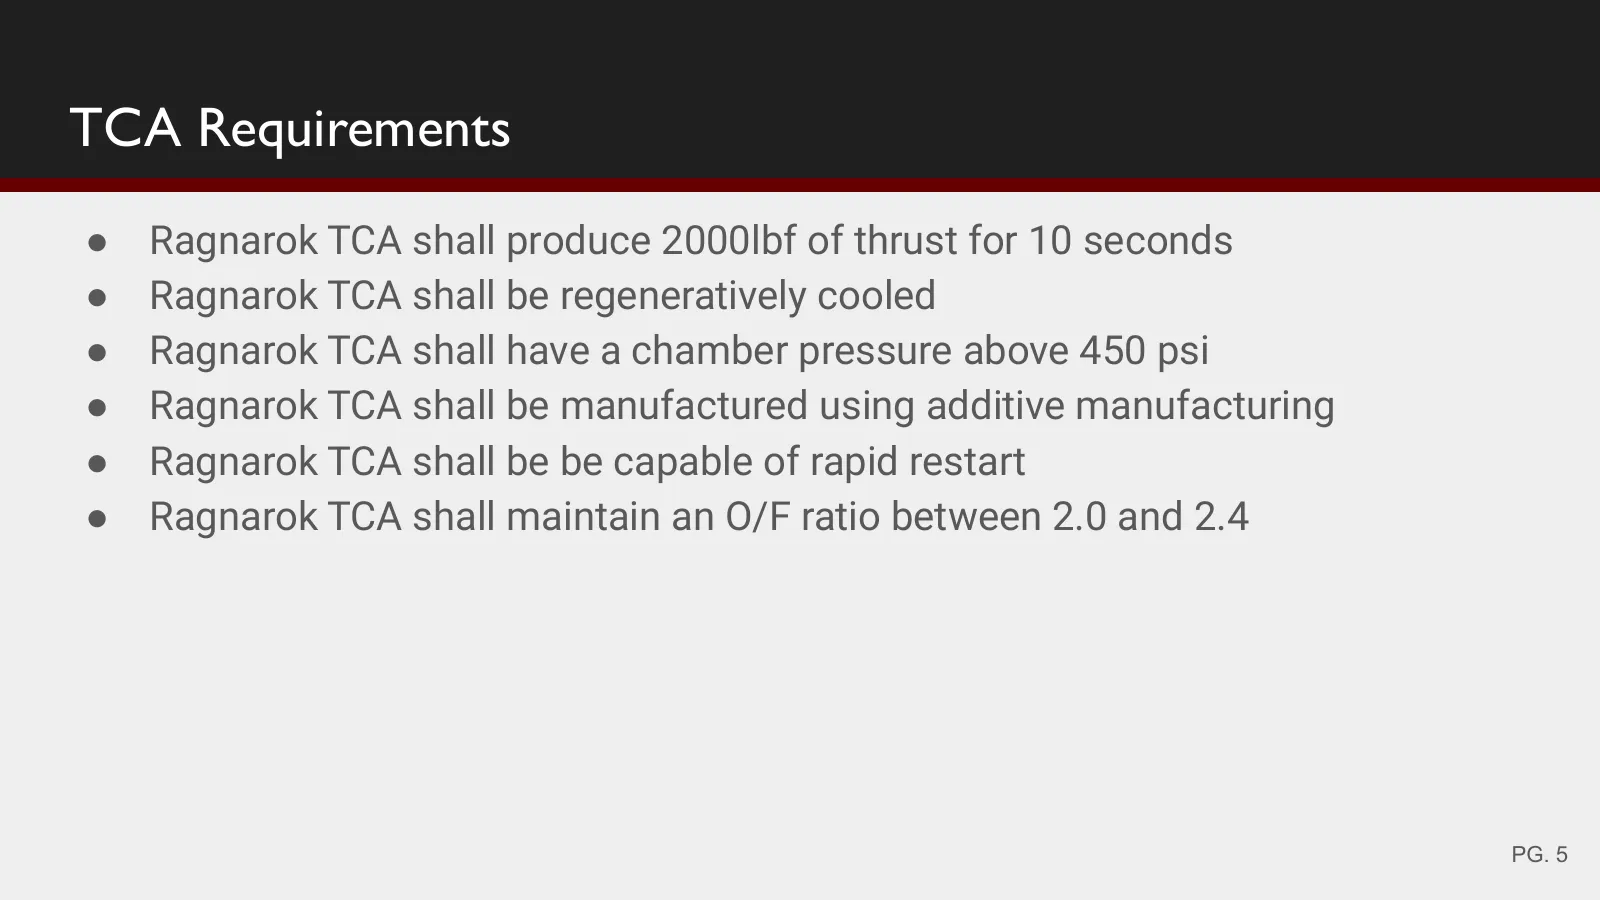 TCA Requirements
● Ragnarok TCA shall produce 2000lbf of thrust for 10 seconds
● Ragnarok TCA shall be regeneratively cooled
● Ragnarok TCA shall have a chamber pressure above 450 psi
● Ragnarok TCA shall be manufactured using additive manufacturing
● Ragnarok TCA shall be be capable of rapid restart
● Ragnarok TCA shall maintain an O/F ratio between 2.0 and 2.4
PG. 5